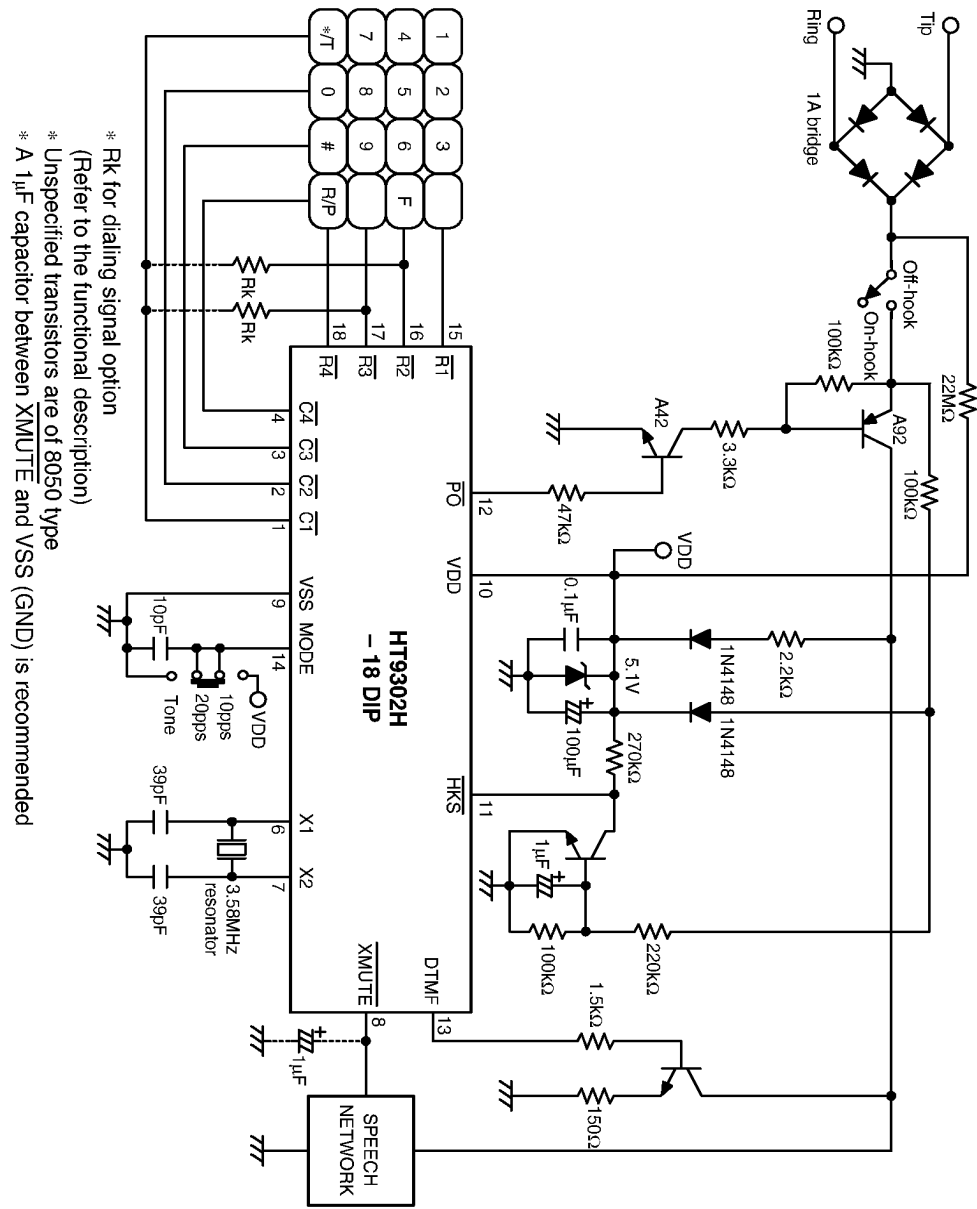 Tip
Ring
1A bridge
Off-hook
On-hook
22MΩ
100kΩ
A92
100kΩ
A42
3.3kΩ
47kΩ
VDD
0.1μF
5.1V
100μF
1N4148
2.2kΩ
1N4148
270kΩ
1μF
100kΩ
220kΩ
1.5kΩ
150Ω
1 2 3
4 5 6 F
7 8 9
*/T 0 # R/P
Rk
Rk
15 R1
16 R2
17 R3
18 R4
4 C4
3 C3
2 C2
1 C1
PO 12
VDD 10
HKS 11
DTMF 13
XMUTE 8
VSS 9
MODE 14
X1 6
X2 7
HT9302H
– 18 DIP
10pF
VDD
10pps
20pps
Tone
39pF
39pF
3.58MHz
resonator
1μF
SPEECH
NETWORK
* Rk for dialing signal option
(Refer to the functional description)
* Unspecified transistors are of 8050 type
* A 1μF capacitor between XMUTE and VSS (GND) is recommended